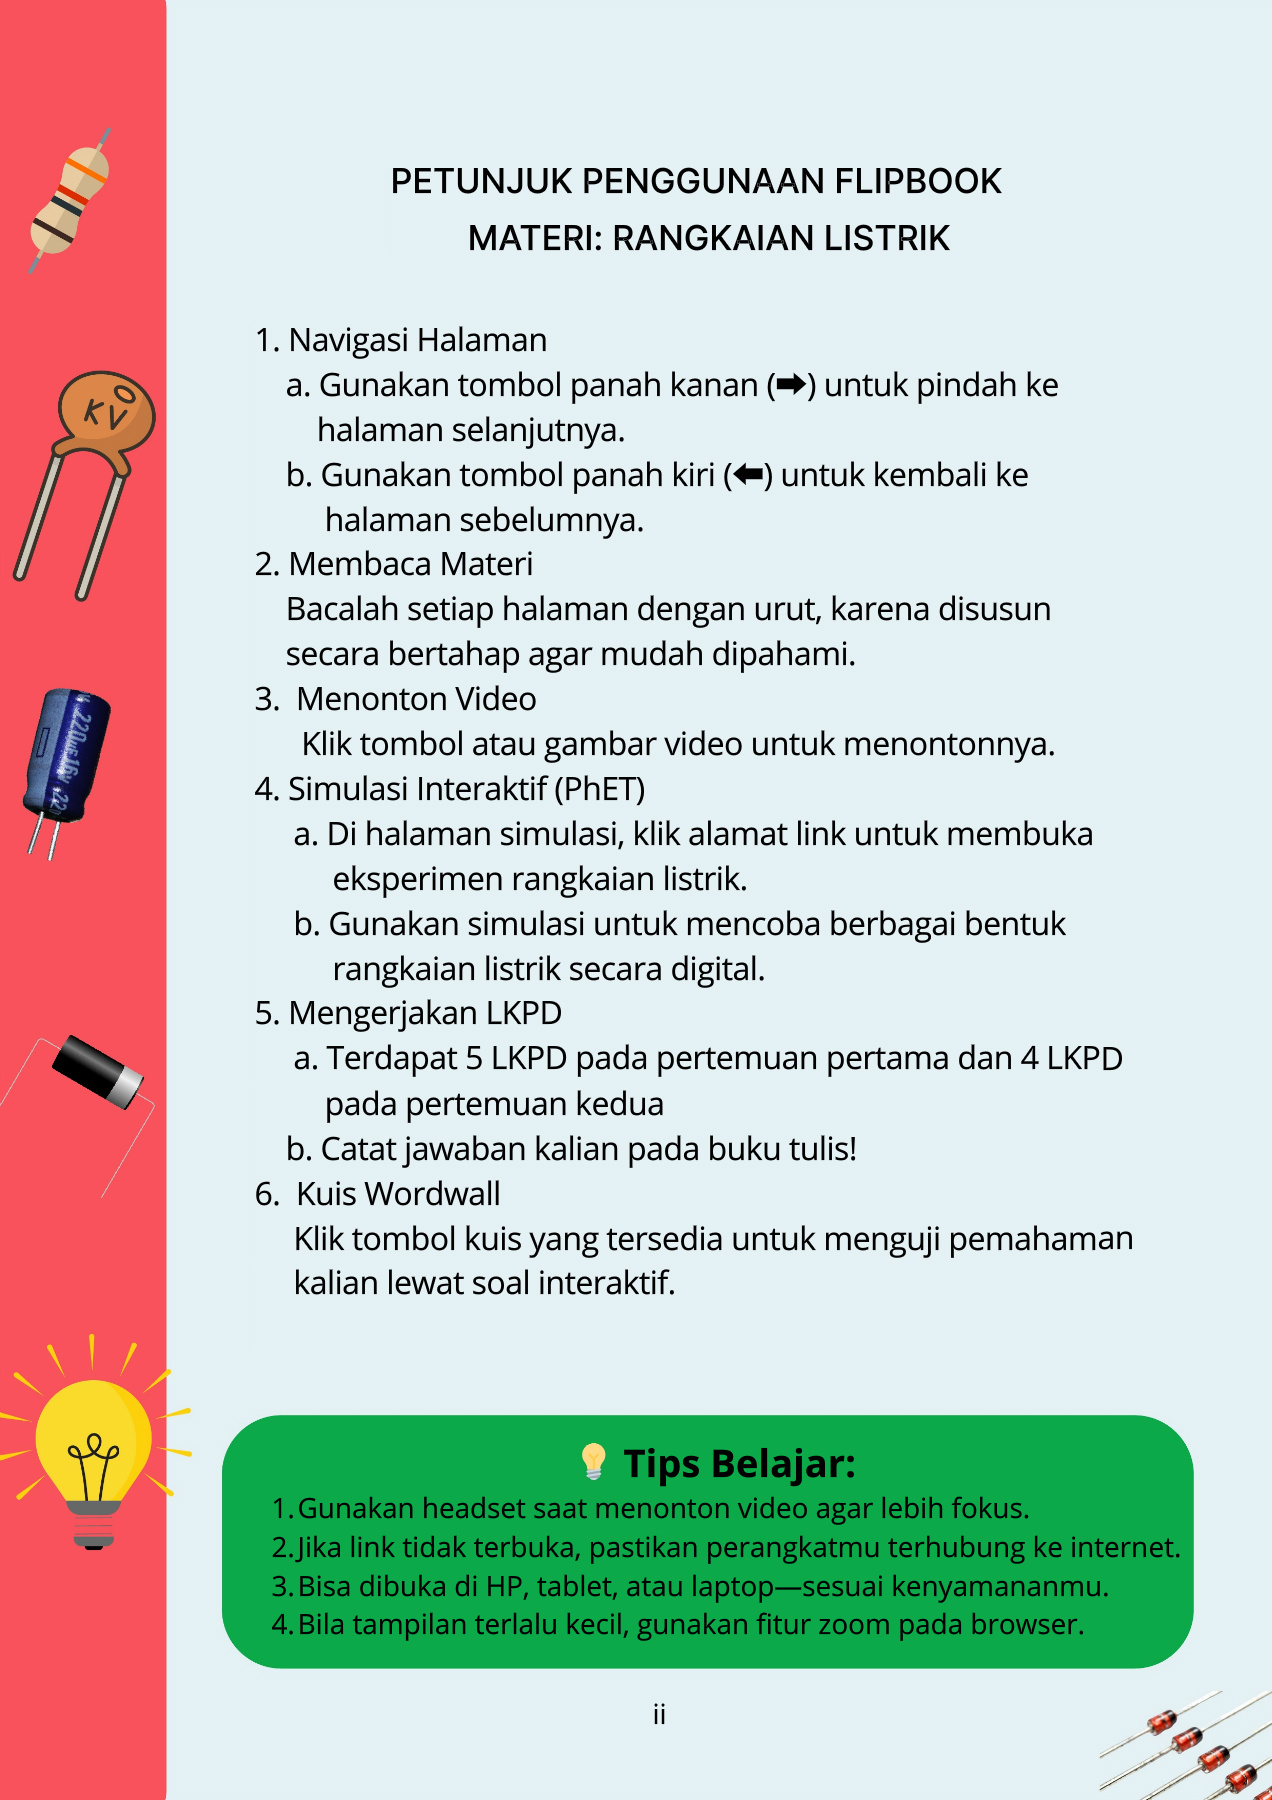 PETUNJUK PENGGUNAAN FLIPBOOK
MATERI: RANGKAIAN LISTRIK
1. Navigasi Halaman
a. Gunakan tombol panah kanan (➡) untuk pindah ke
halaman selanjutnya.
b. Gunakan tombol panah kiri (⬅) untuk kembali ke
halaman sebelumnya.
2. Membaca Materi
Bacalah setiap halaman dengan urut, karena disusun
secara bertahap agar mudah dipahami.
3. Menonton Video
Klik tombol atau gambar video untuk menontonnya.
4. Simulasi Interaktif (PhET)
a. Di halaman simulasi, klik alamat link untuk membuka
eksperimen rangkaian listrik.
b. Gunakan simulasi untuk mencoba berbagai bentuk
rangkaian listrik secara digital.
5. Mengerjakan LKPD
a. Terdapat 5 LKPD pada pertemuan pertama dan 4 LKPD
pada pertemuan kedua
b. Catat jawaban kalian pada buku tulis!
6. Kuis Wordwall
Klik tombol kuis yang tersedia untuk menguji pemahaman
kalian lewat soal interaktif.
💡 Tips Belajar:
1. Gunakan headset saat menonton video agar lebih fokus.
2. Jika link tidak terbuka, pastikan perangkatmu terhubung ke internet.
3. Bisa dibuka di HP, tablet, atau laptop—sesuai kenyamananmu.
4. Bila tampilan terlalu kecil, gunakan fitur zoom pada browser.
ii
KVO
220µF16V